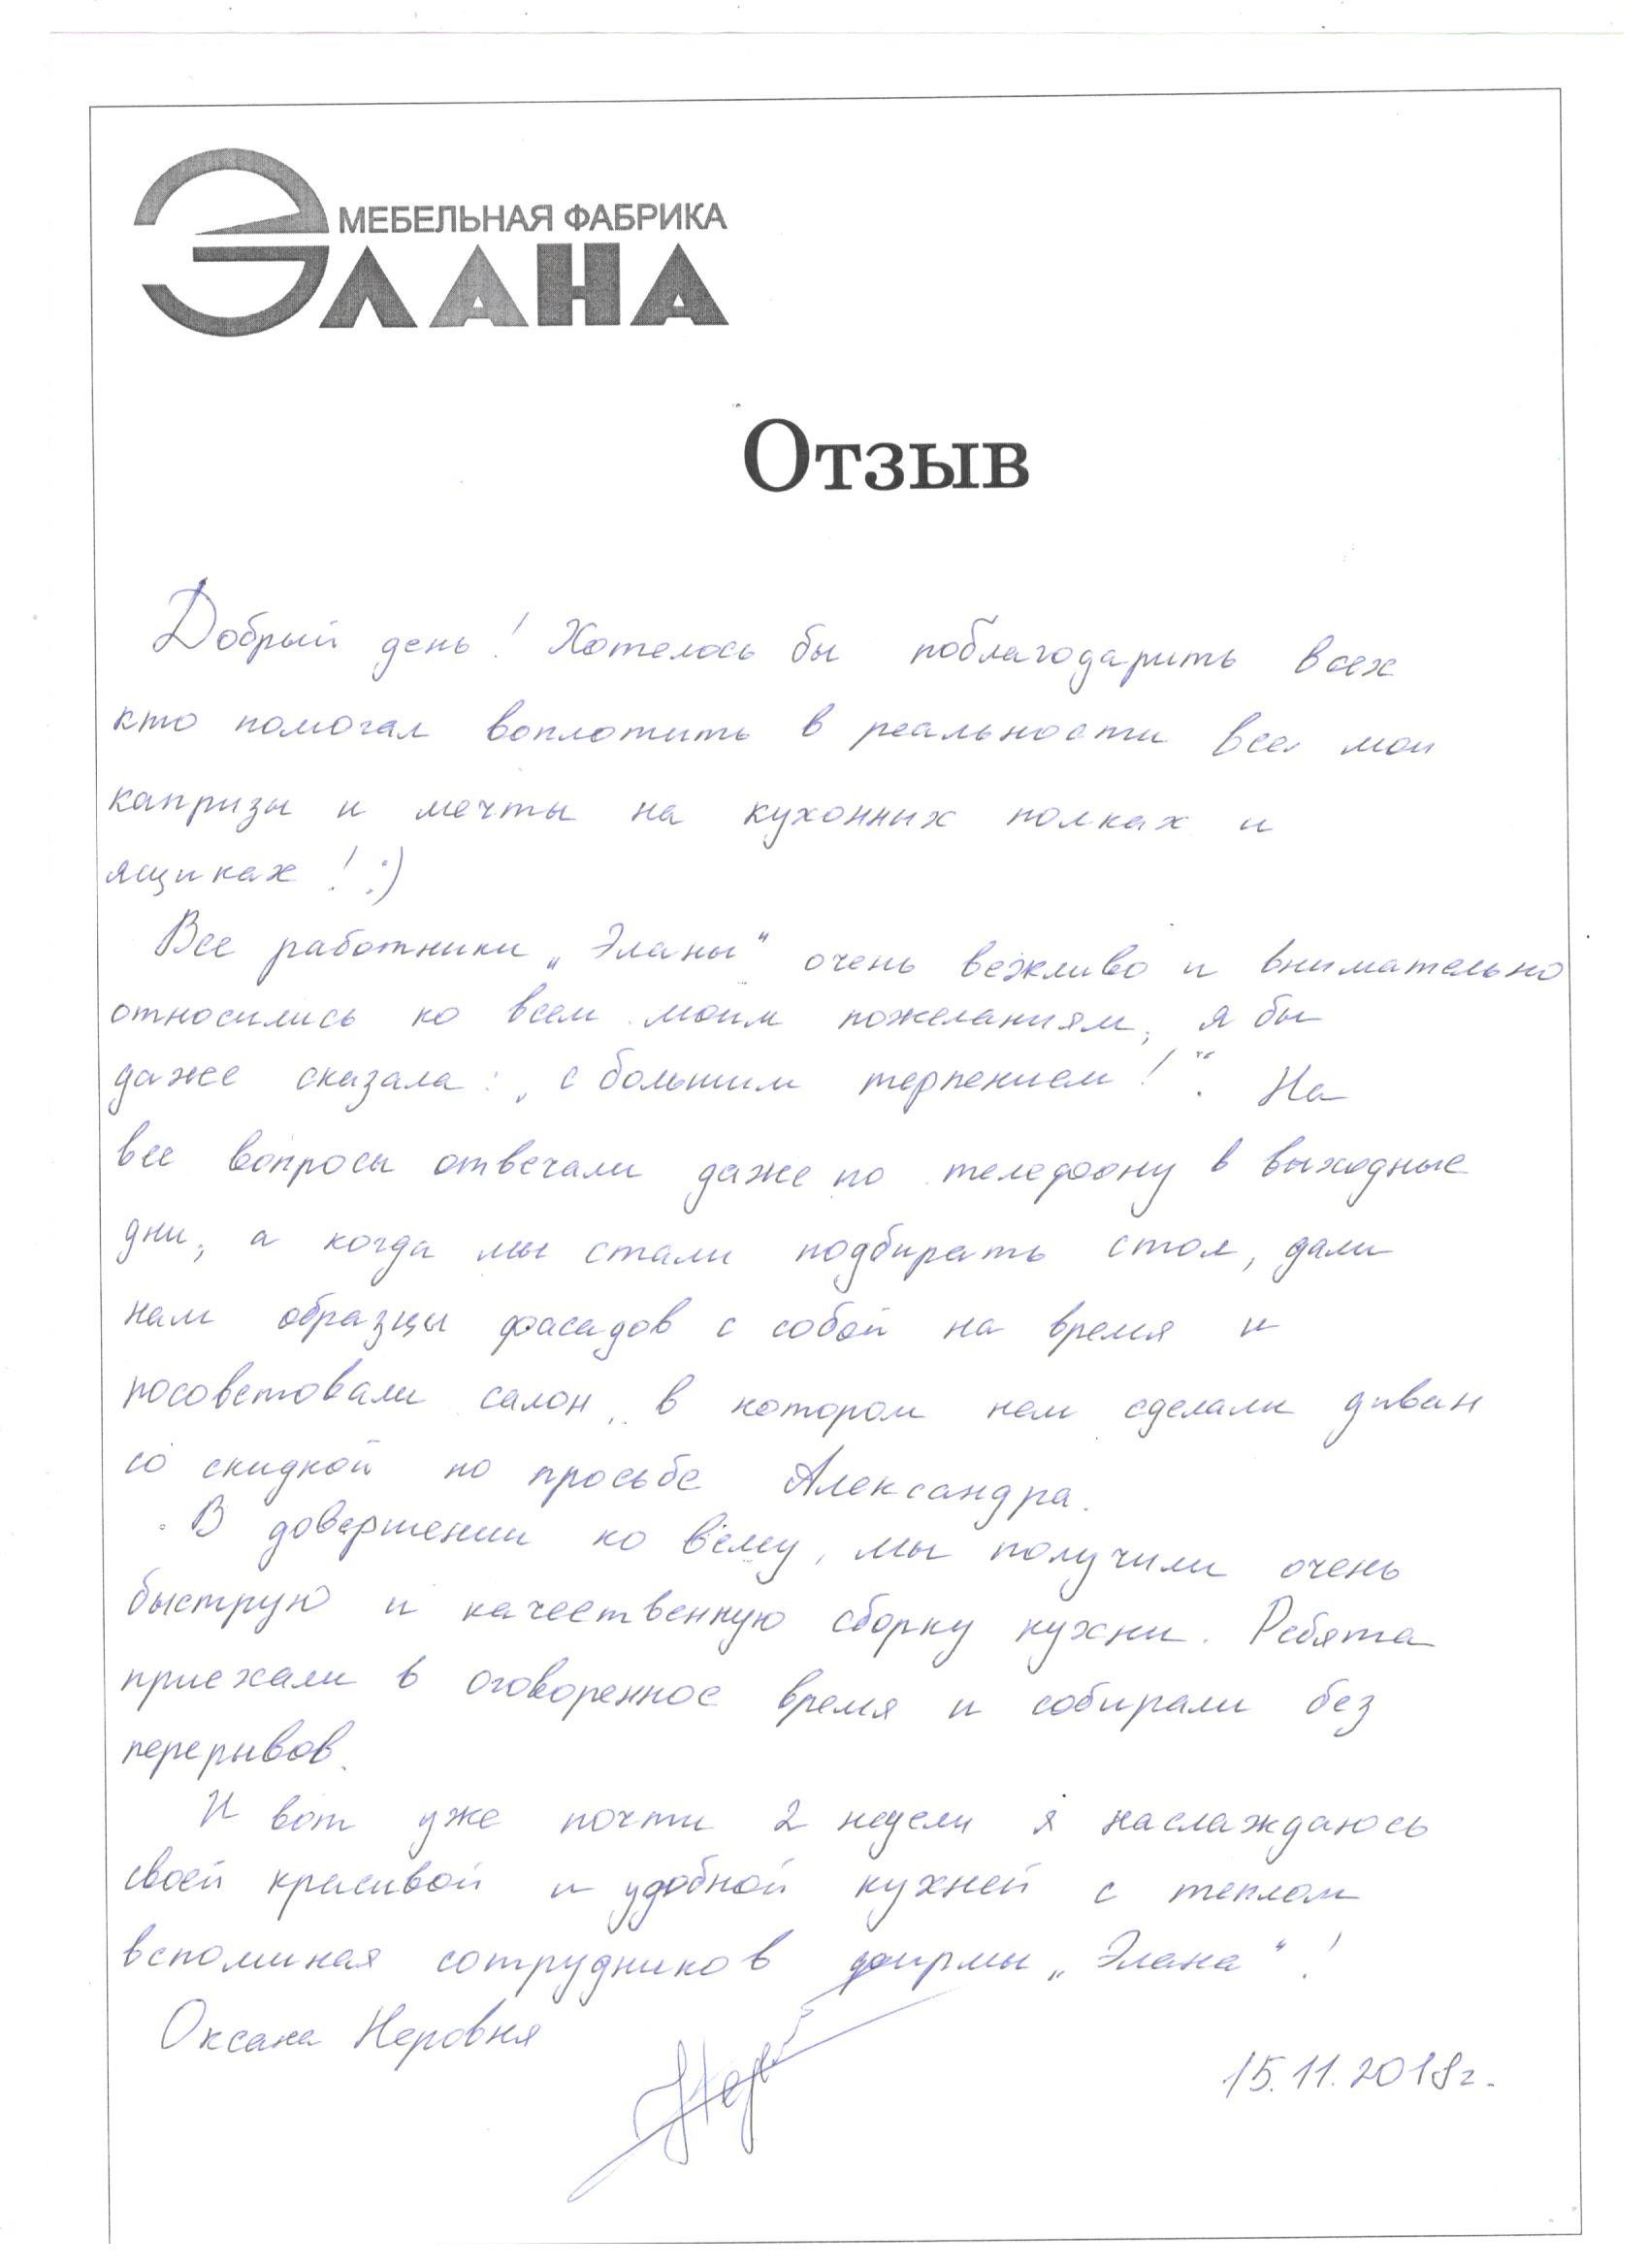 МЕБЕЛЬНАЯ ФАБРИКА
ЭЛАНА
Отзыв
Добрый день! Хотелось бы поблагодарить всех
кто помогал воплотить в реальности все мои
капризы и мечты на кухонных полках и
ящиках! :)
Все работники „Эланы" очень вежливо и внимательно
относились ко всем моим пожеланиям, я бы
даже сказала: „с большим терпением!". На
все вопросы отвечали даже по телефону в выходные
дни, а когда мы стали подбирать стол, дали
нам образцы фасадов с собой на время и
посоветовали салон, в котором нам сделали диван
со скидкой по просьбе Александра.
В довершении ко всему, мы получили очень
быструю и качественную сборку кухни. Ребята
приехали в оговоренное время и собирали без
перерывов.
И вот уже почти 2 недели я наслаждаюсь
своей красивой и удобной кухней с теплом
вспоминая сотрудников фирмы „Элана"!
Оксана Неровня
15.11.2018г.